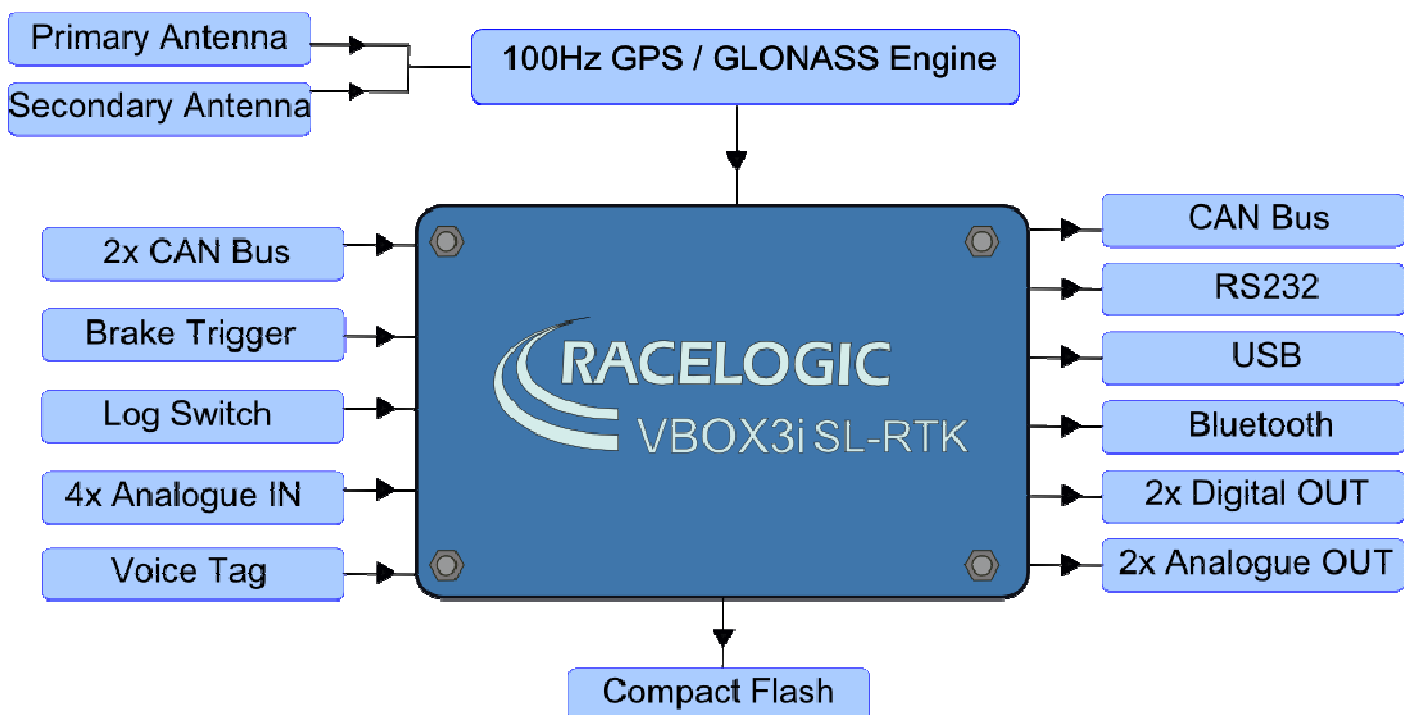 Primary Antenna
Secondary Antenna
100Hz GPS / GLONASS Engine
2x CAN Bus
Brake Trigger
Log Switch
4x Analogue IN
Voice Tag
RACELOGIC
VBOX3i SL-RTK
CAN Bus
RS232
USB
Bluetooth
2x Digital OUT
2x Analogue OUT
Compact Flash